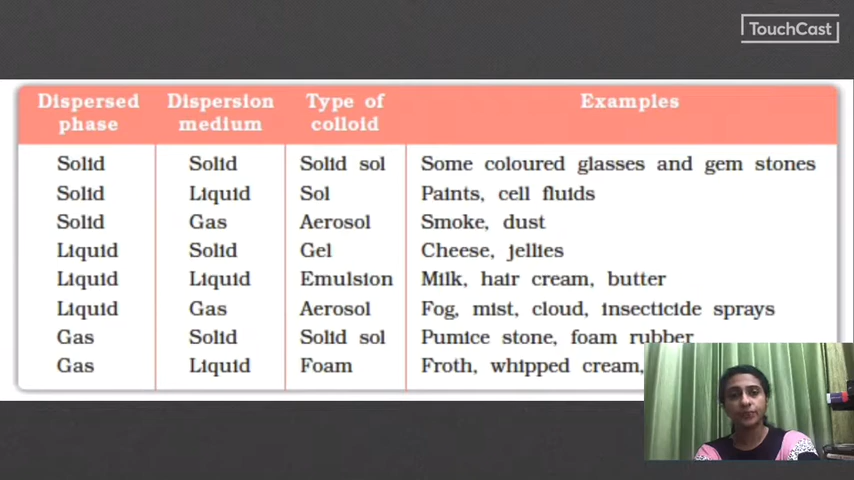 TouchCast
Dispersed Dispersion Type of Examples
phase medium colloid
Solid Solid Solid sol Some coloured glasses and gem stones
Solid Liquid Sol Paints, cell fluids
Solid Gas Aerosol Smoke, dust
Liquid Solid Gel Cheese, jellies
Liquid Liquid Emulsion Milk, hair cream, butter
Liquid Gas Aerosol Fog, mist, cloud, insecticide sprays
Gas Solid Solid sol Pumice stone, foam rubber
Gas Liquid Foam Froth, whipped cream,